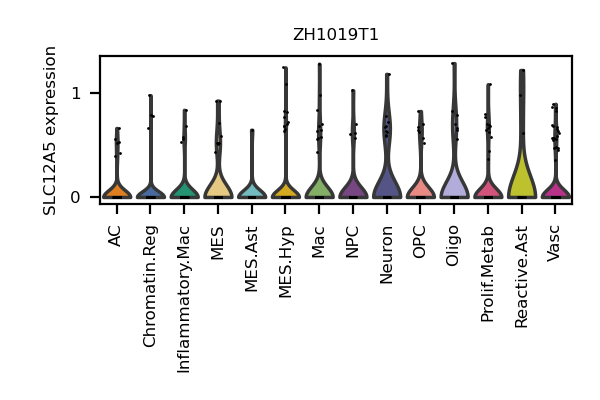 ZH1019T1
SLC12A5 expression
1
0
AC
Chromatin.Reg
Inflammatory.Mac
MES
MES.Ast
MES.Hyp
Mac
NPC
Neuron
OPC
Oligo
Prolif.Metab
Reactive.Ast
Vasc